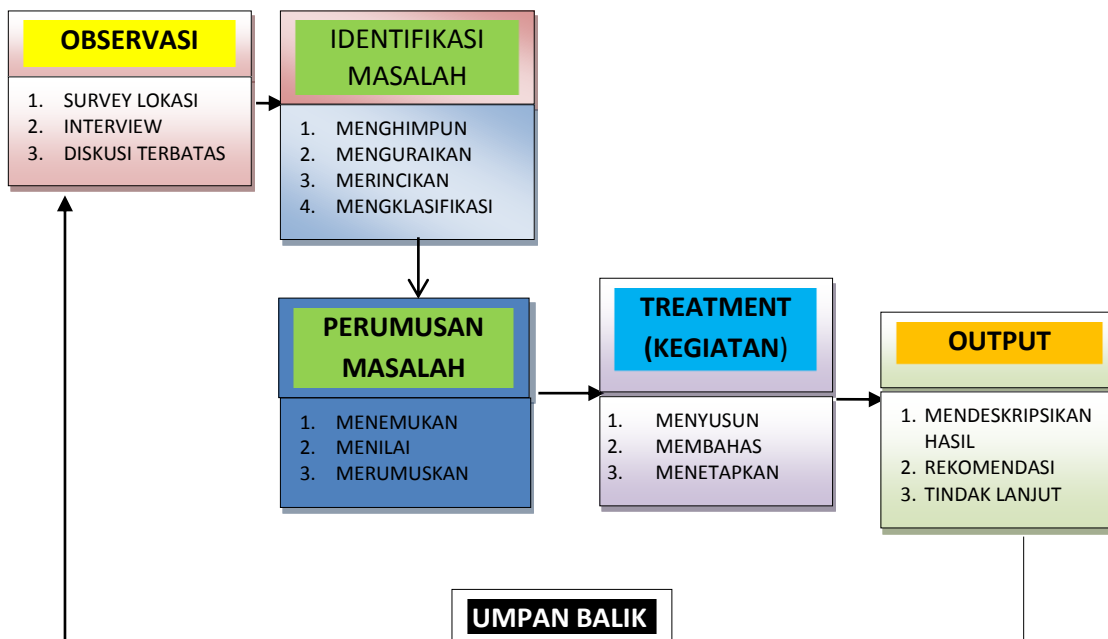 OBSERVASI
1. SURVEY LOKASI
2. INTERVIEW
3. DISKUSI TERBATAS
IDENTIFIKASI
MASALAH
1. MENGHIMPUN
2. MENGURAIKAN
3. MERINCIKAN
4. MENGKLASIFIKASI
PERUMUSAN
MASALAH
1. MENEMUKAN
2. MENILAI
3. MERUMUSKAN
TREATMENT
(KEGIATAN)
1. MENYUSUN
2. MEMBAHAS
3. MENETAPKAN
OUTPUT
1. MENDESKRIPSIKAN
HASIL
2. REKOMENDASI
3. TINDAK LANJUT
UMPAN BALIK